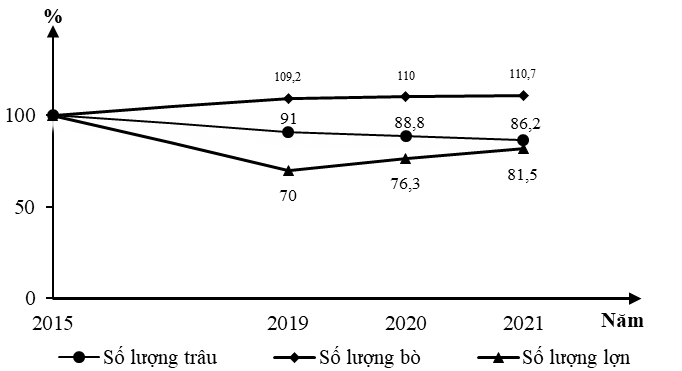 %
109,2 110 110,7
100
91 88,8 86,2
70 76,3 81,5
50
0
2015 2019 2020 2021 Năm
Số lượng trâu Số lượng bò Số lượng lợn